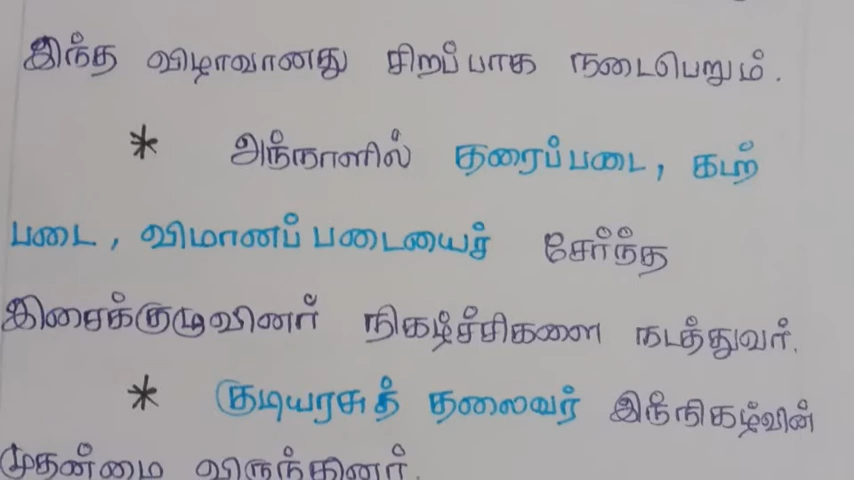 இந்த விழாவானது சிறப்பாக நடைபெறும்.
* அந்நாளில் தரைப்படை, கடற்
படை, விமானப் படையைச் சேர்ந்த
இசைக்குழுவினர் நிகழ்ச்சிகளை நடத்துவர்.
* குடியரசுத் தலைவர் இந்நிகழ்வின்
முதன்மை விருந்தினர்.